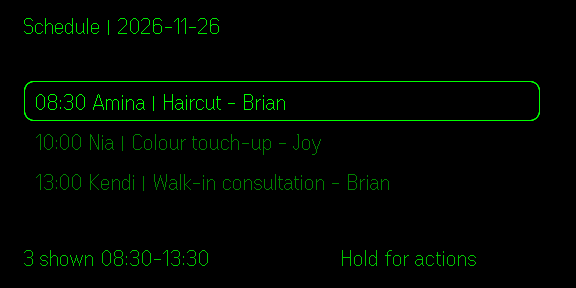 Schedule | 2026-11-26
08:30 Amina | Haircut - Brian
10:00 Nia | Colour touch-up - Joy
13:00 Kendi | Walk-in consultation - Brian
3 shown 08:30-13:30
Hold for actions